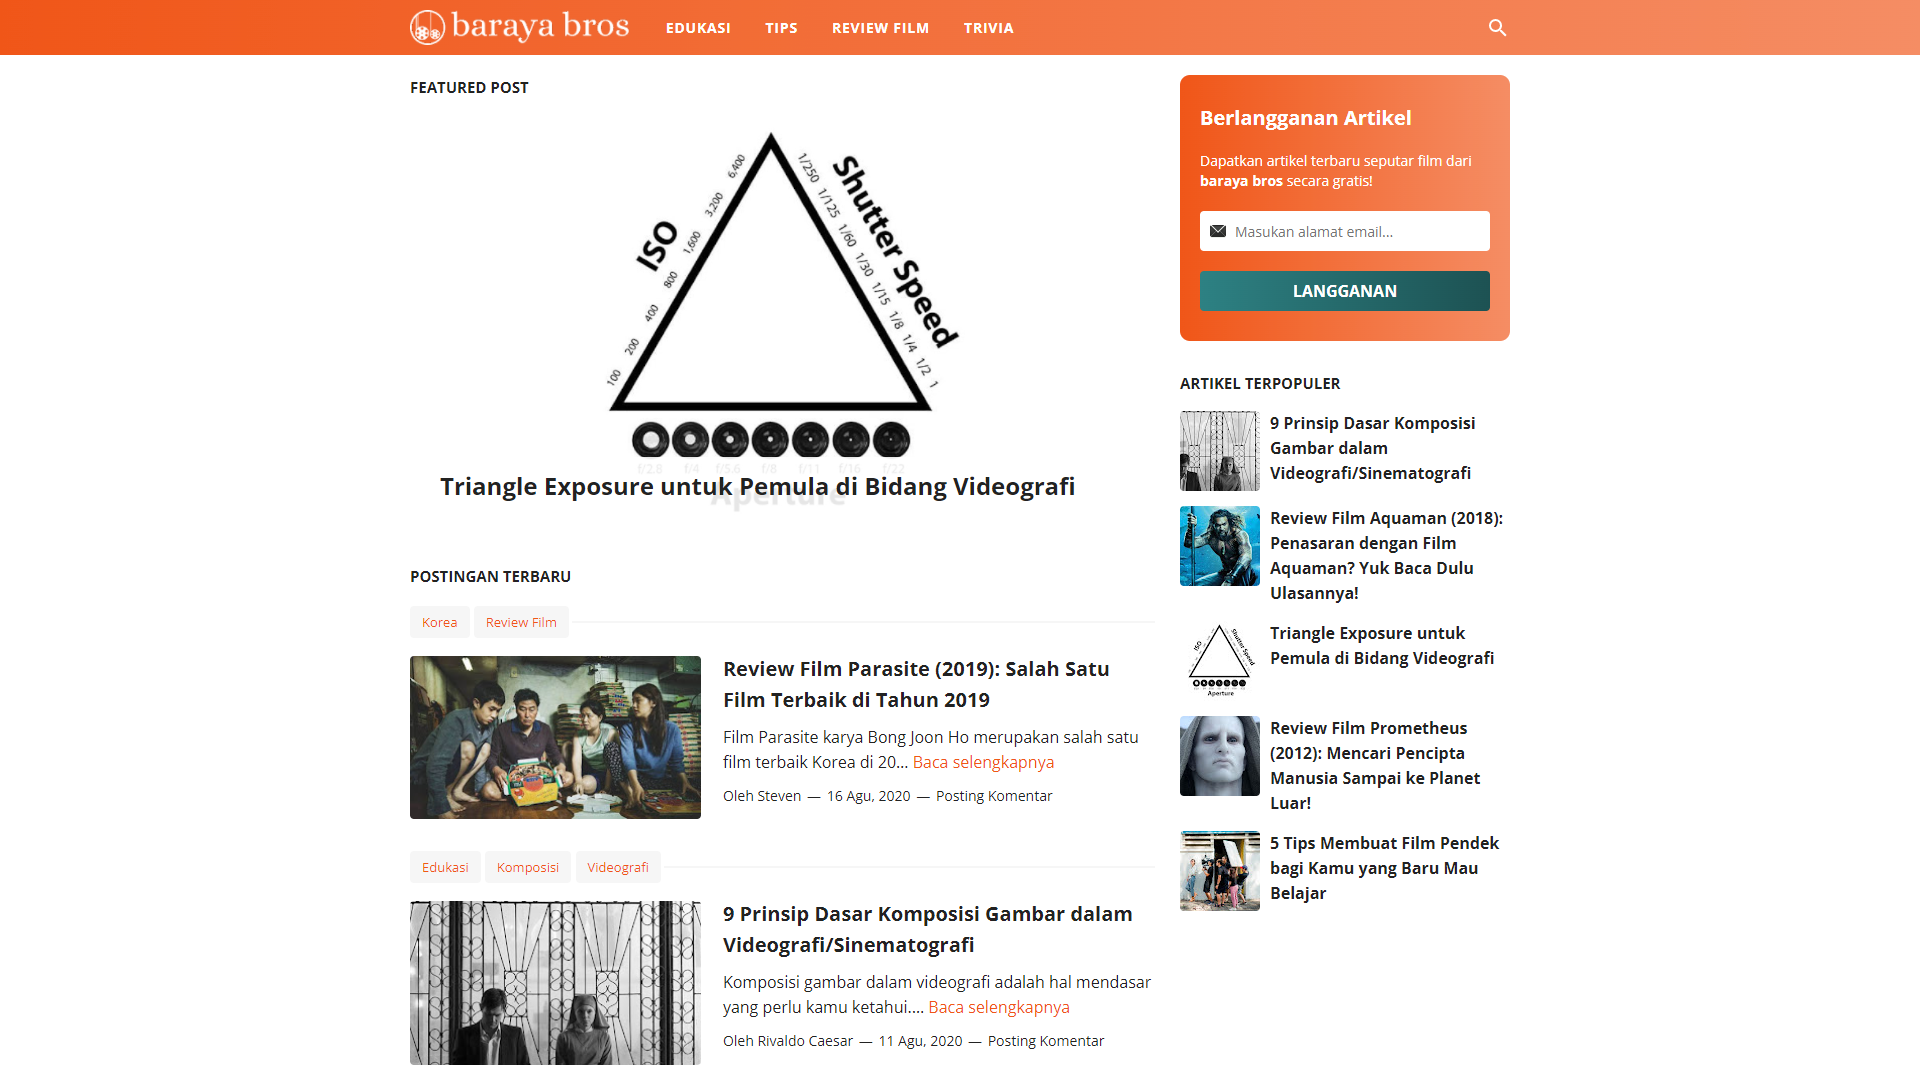 baraya bros
EDUKASI
TIPS
REVIEW FILM
TRIVIA
FEATURED POST
ISO
100
200
400
800
1,600
3,200
6,400
Shutter Speed
1/250
1/125
1/60
1/30
1/15
1/8
1/4
1/2
1
f/2.8 f/4 f/5.6 f/8 f/11 f/16 f/22
Aperture
Triangle Exposure untuk Pemula di Bidang Videografi
POSTINGAN TERBARU
Korea
Review Film
Review Film Parasite (2019): Salah Satu
Film Terbaik di Tahun 2019
Film Parasite karya Bong Joon Ho merupakan salah satu
film terbaik Korea di 20... Baca selengkapnya
Oleh Steven — 16 Agu, 2020 — Posting Komentar
Edukasi
Komposisi
Videografi
9 Prinsip Dasar Komposisi Gambar dalam
Videografi/Sinematografi
Komposisi gambar dalam videografi adalah hal mendasar
yang perlu kamu ketahui.... Baca selengkapnya
Oleh Rivaldo Caesar — 11 Agu, 2020 — Posting Komentar
Berlangganan Artikel
Dapatkan artikel terbaru seputar film dari
baraya bros secara gratis!
Masukan alamat email...
LANGGANAN
ARTIKEL TERPOPULER
9 Prinsip Dasar Komposisi
Gambar dalam
Videografi/Sinematografi
Review Film Aquaman (2018):
Penasaran dengan Film
Aquaman? Yuk Baca Dulu
Ulasannya!
ISO
Shutter Speed
Aperture
Triangle Exposure untuk
Pemula di Bidang Videografi
Review Film Prometheus
(2012): Mencari Pencipta
Manusia Sampai ke Planet
Luar!
5 Tips Membuat Film Pendek
bagi Kamu yang Baru Mau
Belajar